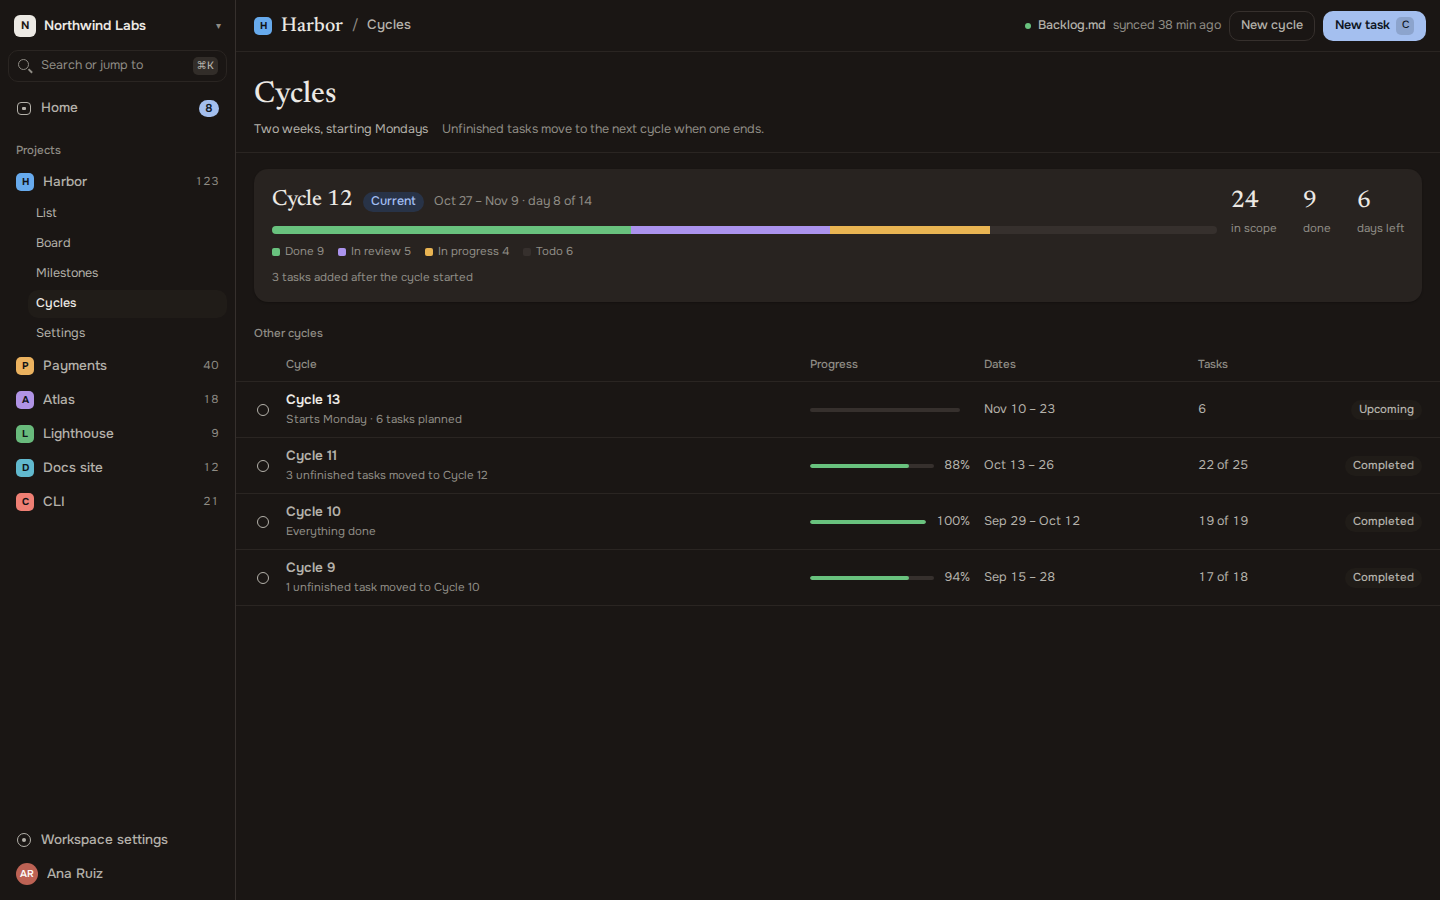 N Northwind Labs ▾
Search or jump to ⌘K
Home 8
Projects
H Harbor 123
List
Board
Milestones
Cycles
Settings
P Payments 40
A Atlas 18
L Lighthouse 9
D Docs site 12
C CLI 21
Workspace settings
AR Ana Ruiz
H Harbor / Cycles
Backlog.md synced 38 min ago
New cycle
New task C
Cycles
Two weeks, starting Mondays Unfinished tasks move to the next cycle when one ends.
Cycle 12 Current Oct 27 – Nov 9 · day 8 of 14
24 9 6
in scope done days left
Done 9 In review 5 In progress 4 Todo 6
3 tasks added after the cycle started
Other cycles
Cycle Progress Dates Tasks
Cycle 13
Starts Monday · 6 tasks planned
Nov 10 – 23 6 Upcoming
Cycle 11
3 unfinished tasks moved to Cycle 12
88% Oct 13 – 26 22 of 25 Completed
Cycle 10
Everything done
100% Sep 29 – Oct 12 19 of 19 Completed
Cycle 9
1 unfinished task moved to Cycle 10
94% Sep 15 – 28 17 of 18 Completed